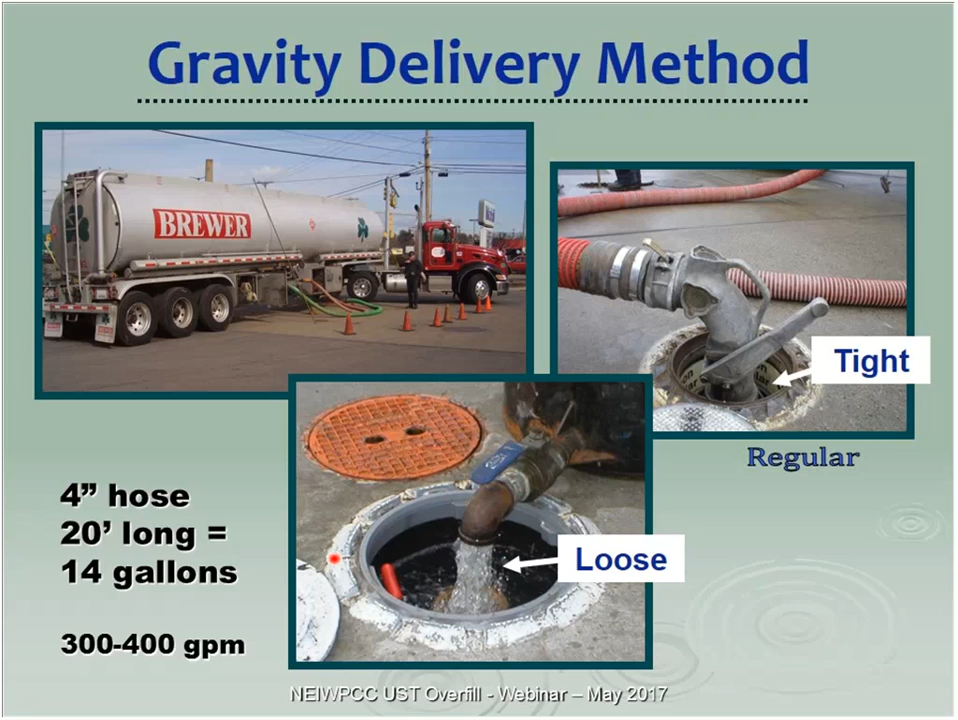 Gravity Delivery Method
BREWER
Tight
Regular
4” hose
20’ long =
14 gallons
Loose
300-400 gpm
NEIWPCC UST Overfill - Webinar – May 2017